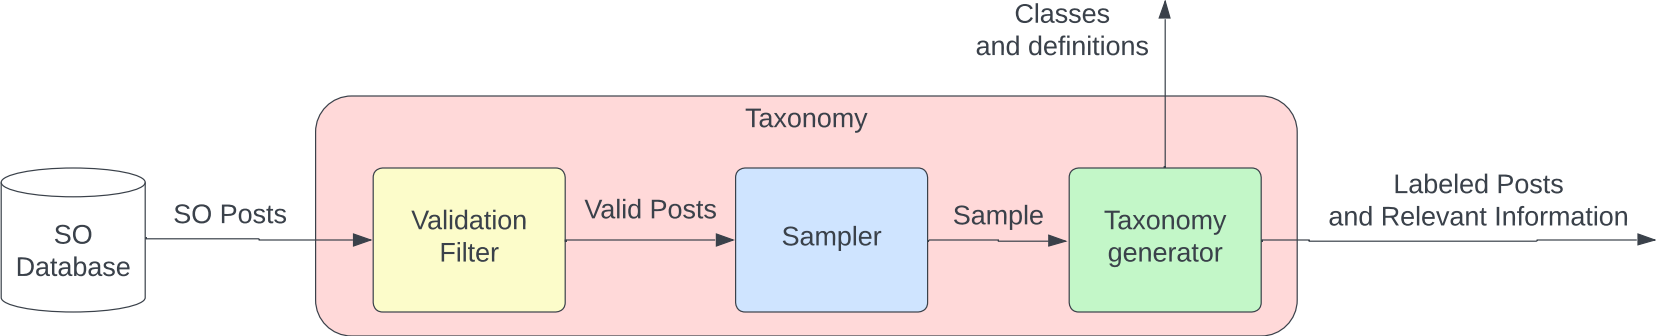 Classes
and definitions
Taxonomy
SO
Database
SO Posts
Validation
Filter
Valid Posts
Sampler
Sample
Taxonomy
generator
Labeled Posts
and Relevant Information